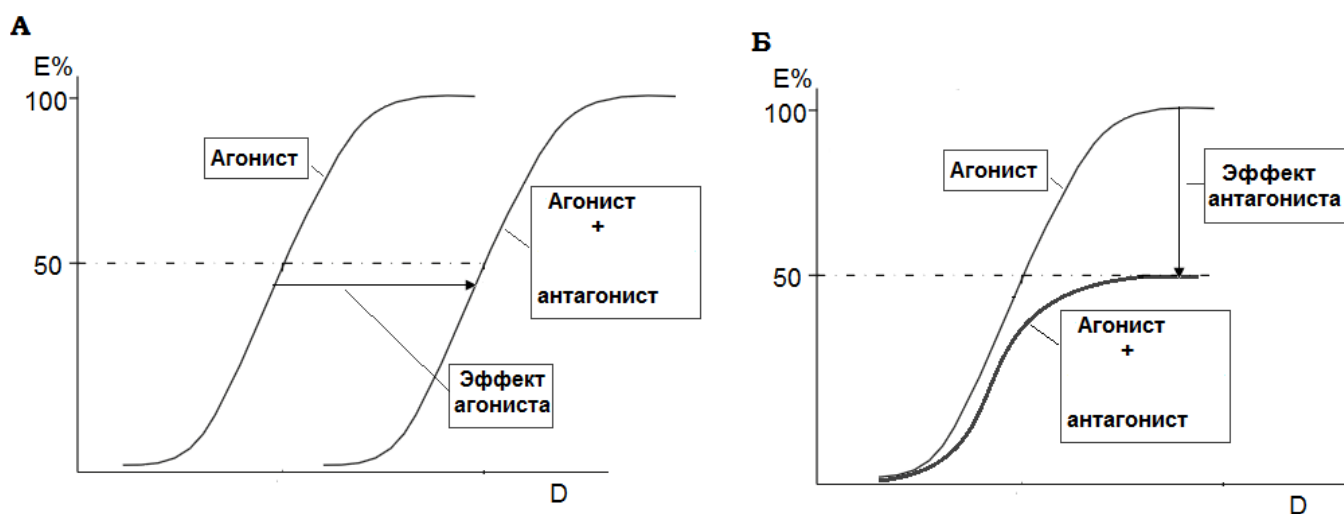 А
E%
100
Агонист
Агонист
+
антагонист
50
Эффект
агониста
D
Б
E%
100
Агонист
Эффект
антагониста
50
Агонист
+
антагонист
D